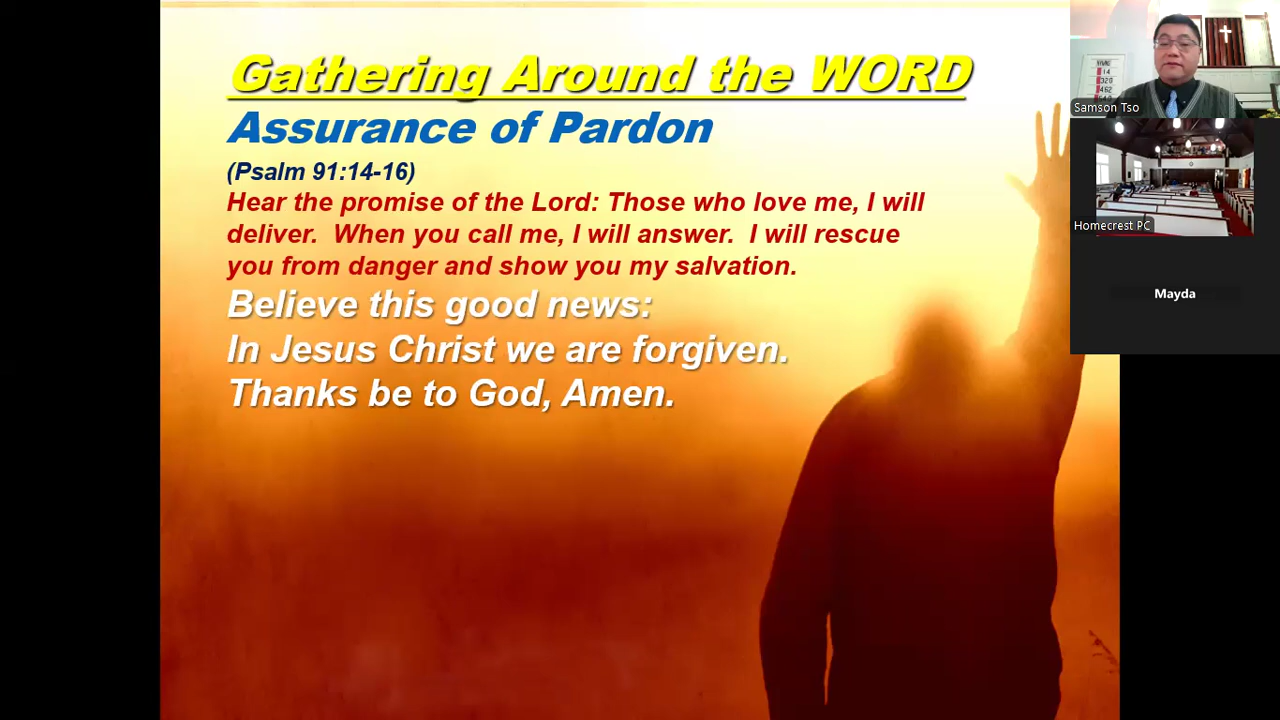 Gathering Around the WORD
Assurance of Pardon
(Psalm 91:14-16)
Hear the promise of the Lord: Those who love me, I will
deliver.  When you call me, I will answer.  I will rescue
you from danger and show you my salvation.
Believe this good news:
In Jesus Christ we are forgiven.
Thanks be to God, Amen.
14
320
462
Samson Tso
Homecrest PC
Mayda